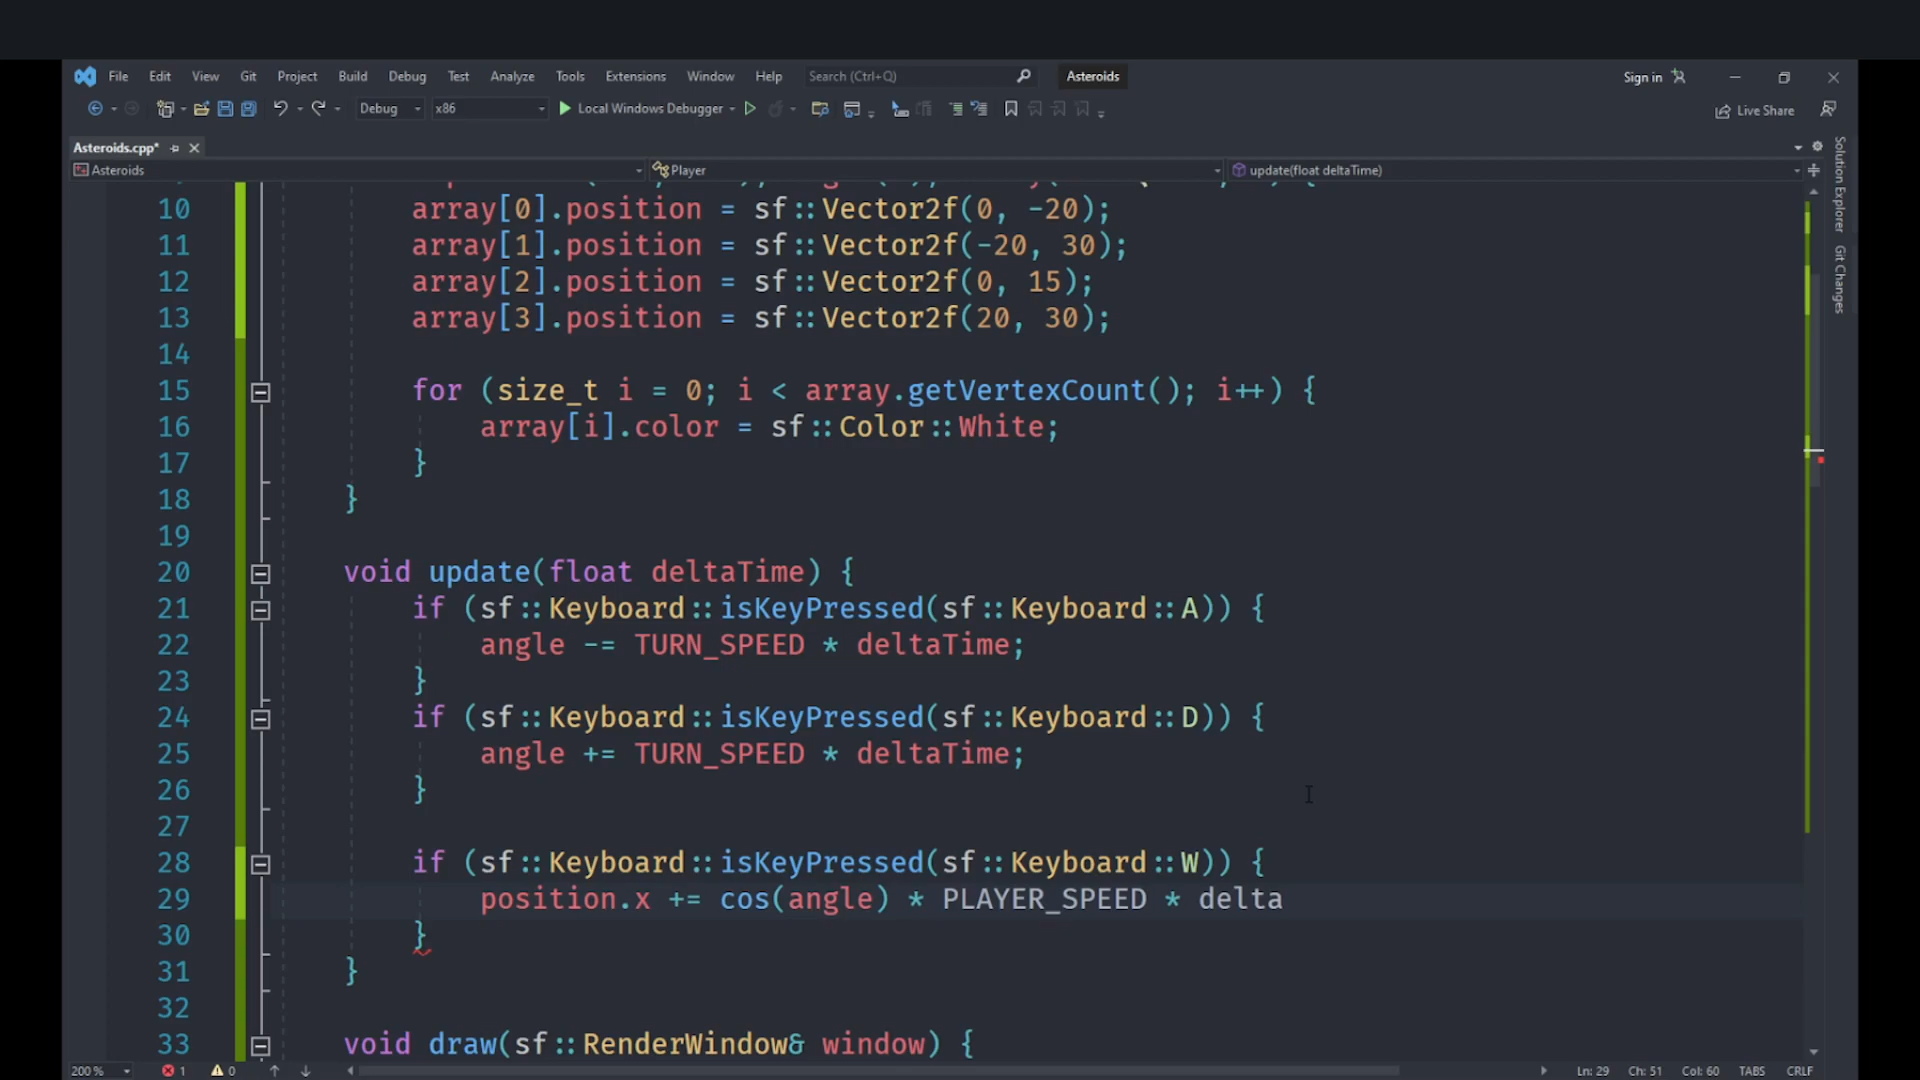 File Edit View Git Project Build Debug Test Analyze Tools Extensions Window Help Search (Ctrl+Q) Asteroids Sign in
Debug x86 Local Windows Debugger Live Share
Asteroids.cpp*
Asteroids Player update(float deltaTime)
10 array[0].position = sf::Vector2f(0, -20);
11 array[1].position = sf::Vector2f(-20, 30);
12 array[2].position = sf::Vector2f(0, 15);
13 array[3].position = sf::Vector2f(20, 30);
14
15 for (size_t i = 0; i < array.getVertexCount(); i++) {
16 array[i].color = sf::Color::White;
17 }
18 }
19
20 void update(float deltaTime) {
21 if (sf::Keyboard::isKeyPressed(sf::Keyboard::A)) {
22 angle -= TURN_SPEED * deltaTime;
23 }
24 if (sf::Keyboard::isKeyPressed(sf::Keyboard::D)) {
25 angle += TURN_SPEED * deltaTime;
26 }
27
28 if (sf::Keyboard::isKeyPressed(sf::Keyboard::W)) {
29 position.x += cos(angle) * PLAYER_SPEED * delta
30 }
31 }
32
33 void draw(sf::RenderWindow& window) {
Solution Explorer
Git Changes
200 % 1 0 Ln: 29 Ch: 51 Col: 60 TABS CRLF